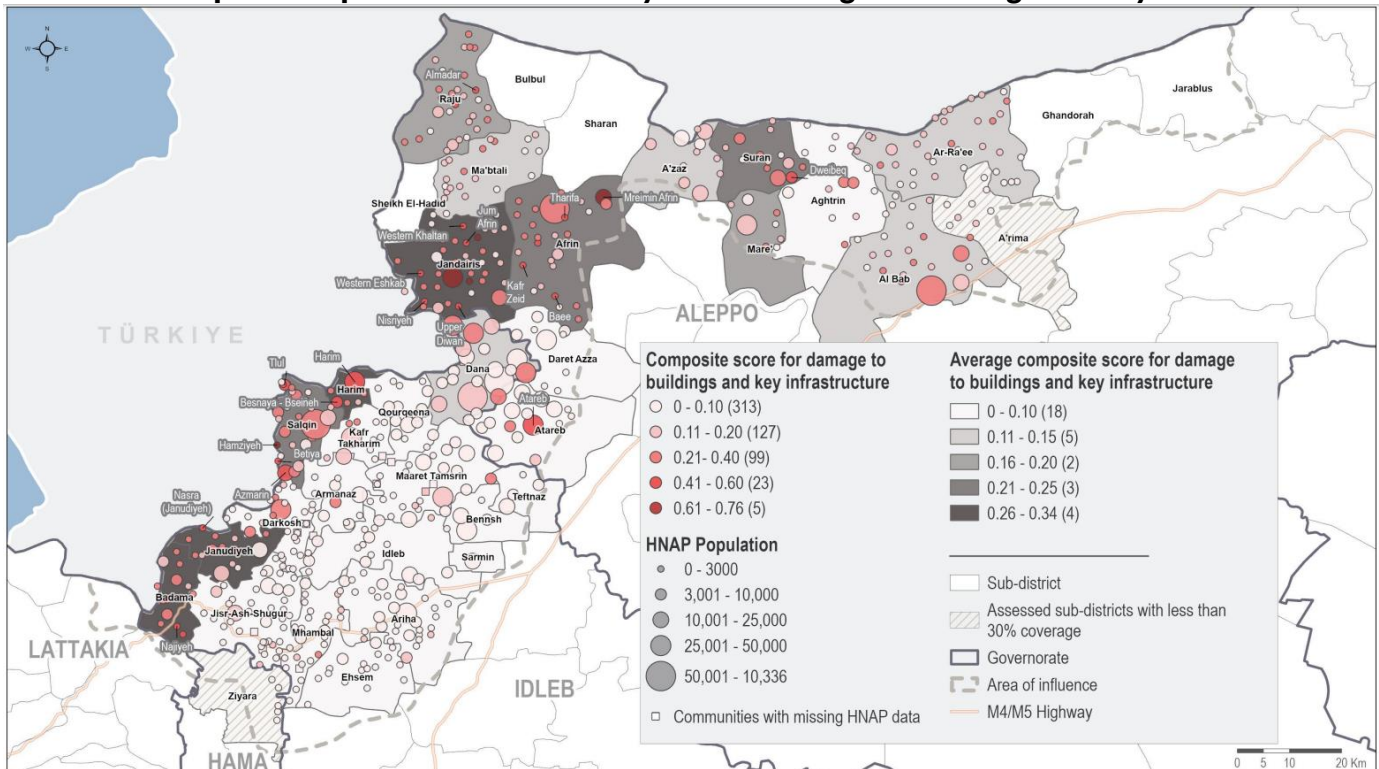 N
W E
S
Bulbul
Sharan
Almadar
Raju
Ghandorah
Jarablus
Ma'btali
A'zaz
Suran
Dweibeq
Ar-Ra'ee
Sheikh El-Hadid
Jum Afrin
Tharifa
Mreimin Afrin
Aghtrin
Western Khaltan
Afrin
Mare'
A'rima
Jandairis
Al Bab
Western Eshkab
Kafr Zeid
Nisriyeh
Upper Diwan
Baee
ALEPPO
TÜRKIYE
Tlul
Harim
Harim
Dana
Daret Azza
Besnaya - Bseineh
Qourqeena
Atareb
Salqin
Kafr Takharim
Atareb
Hamziyeh
Betiya
Maaret Tamsrin
Nasra (Janudiyeh)
Azmarin
Armanaz
Teftnaz
Darkosh
Bennsh
Janudiyeh
Idleb
Sarmin
Badama
Jisr-Ash-Shugur
Ariha
Mhambal
Najiyeh
LATTAKIA
Ehsem
IDLEB
Ziyara
HAMA
Composite score for damage to
buildings and key infrastructure
0 - 0.10 (313)
0.11 - 0.20 (127)
0.21- 0.40 (99)
0.41 - 0.60 (23)
0.61 - 0.76 (5)
HNAP Population
0 - 3000
3,001 - 10,000
10,001 - 25,000
25,001 - 50,000
50,001 - 10,336
Communities with missing HNAP data
Average composite score for damage
to buildings and key infrastructure
0 - 0.10 (18)
0.11 - 0.15 (5)
0.16 - 0.20 (2)
0.21 - 0.25 (3)
0.26 - 0.34 (4)
Sub-district
Assessed sub-districts with less than
30% coverage
Governorate
Area of influence
M4/M5 Highway
0 5 10 20 Km